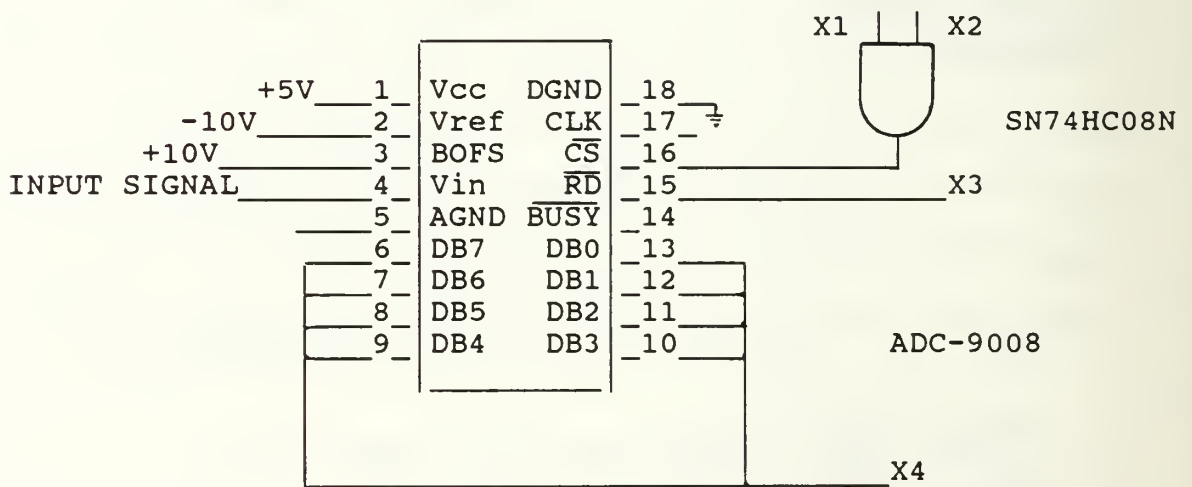 X1 X2
+5V 1 Vcc DGND 18
-10V 2 Vref CLK 17 SN74HC08N
+10V 3 BOFS CS 16
INPUT SIGNAL 4 Vin RD 15 X3
5 AGND BUSY 14
6 DB7 DB0 13
7 DB6 DB1 12
8 DB5 DB2 11
9 DB4 DB3 10 ADC-9008
X4